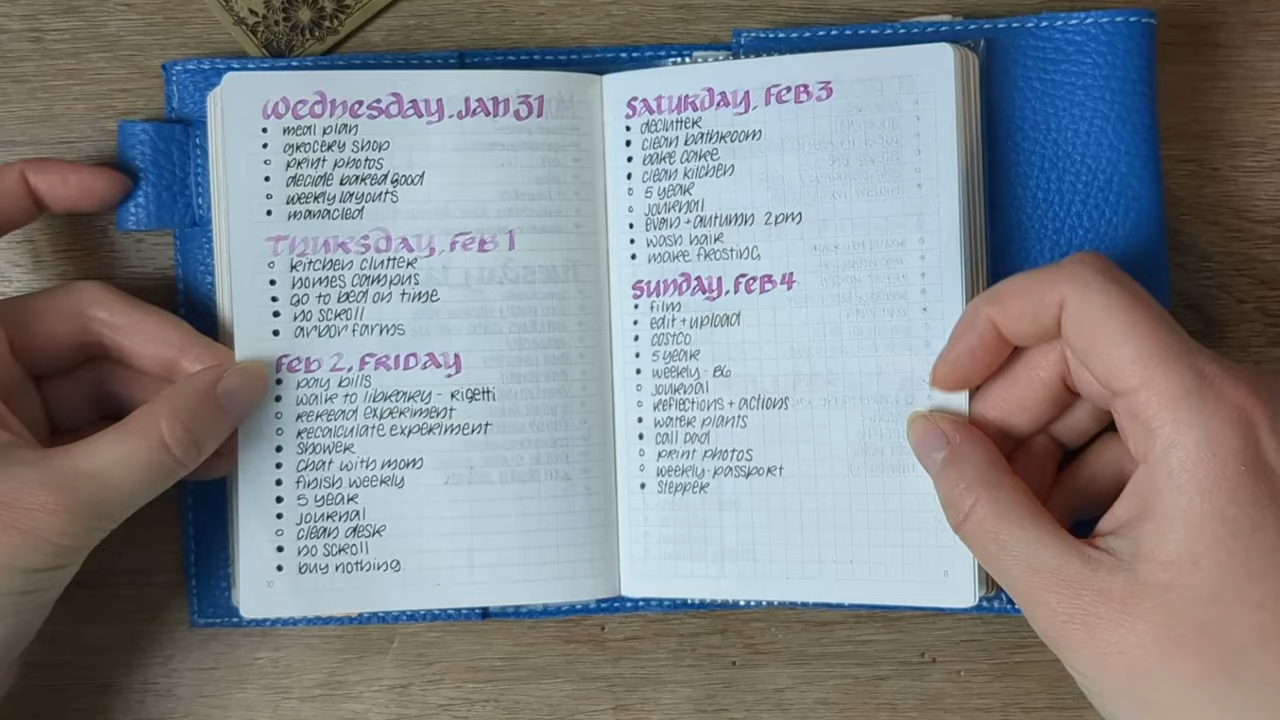 Wednesday, Jan 31
• meal plan
• grocery shop
○ print photos
• decide baked good
○ weekly layouts
• manacled
Thursday, Feb 1
○ kitchen clutter
• homes campus
• go to bed on time
• no scroll
• arbor farms
Feb 2, Friday
• pay bills
• walk to library - Rigetti
○ reread experiment
○ recalculate experiment
• shower
• chat with mom
• finish weekly
• 5 year
• journal
○ clean desk
• no scroll
• buy nothing
10
Saturday, Feb 3
• declutter
• clean bathroom
• bake cake
• clean kitchen
○ 5 year
○ journal
• evan + autumn 2pm
• wash hair
• make frosting
Sunday, Feb 4
• film
• edit + upload
• costco
• 5 year
• weekly - B6
○ journal
○ reflections + actions
• water plants
• call dad
○ print photos
○ weekly - passport
• stepper
11